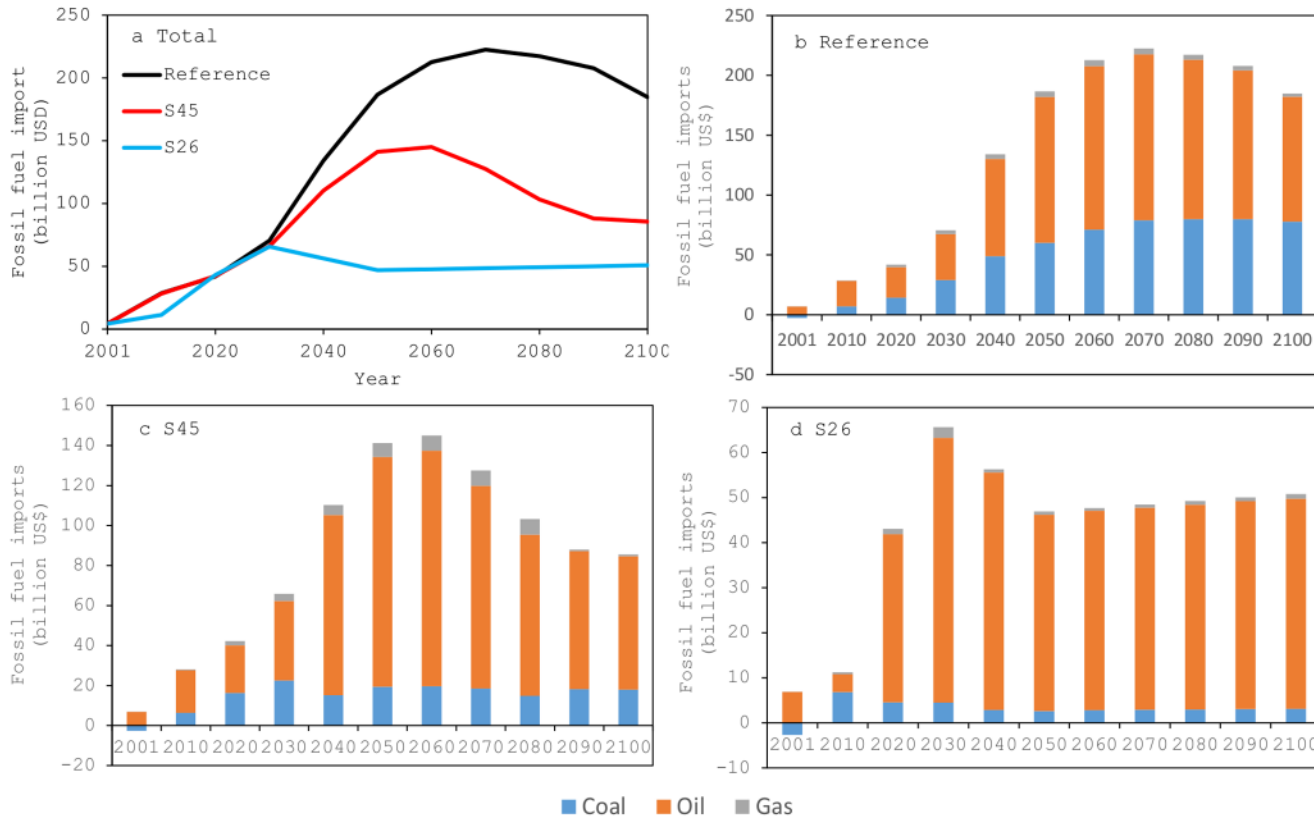 a Total
Reference
S45
S26
Fossil fuel import
(billion USD)
250
200
150
100
50
0
2001 2020 2040 2060 2080 2100
Year
b Reference
Fossil fuel imports
(billion US$)
250
200
150
100
50
0
-50
2001 2010 2020 2030 2040 2050 2060 2070 2080 2090 2100
c S45
Fossil fuel imports
(billion US$)
160
140
120
100
80
60
40
20
0
-20
2001 2010 2020 2030 2040 2050 2060 2070 2080 2090 2100
d S26
Fossil fuel imports
(billion US$)
70
60
50
40
30
20
10
0
-10
2001 2010 2020 2030 2040 2050 2060 2070 2080 2090 2100
Coal Oil Gas